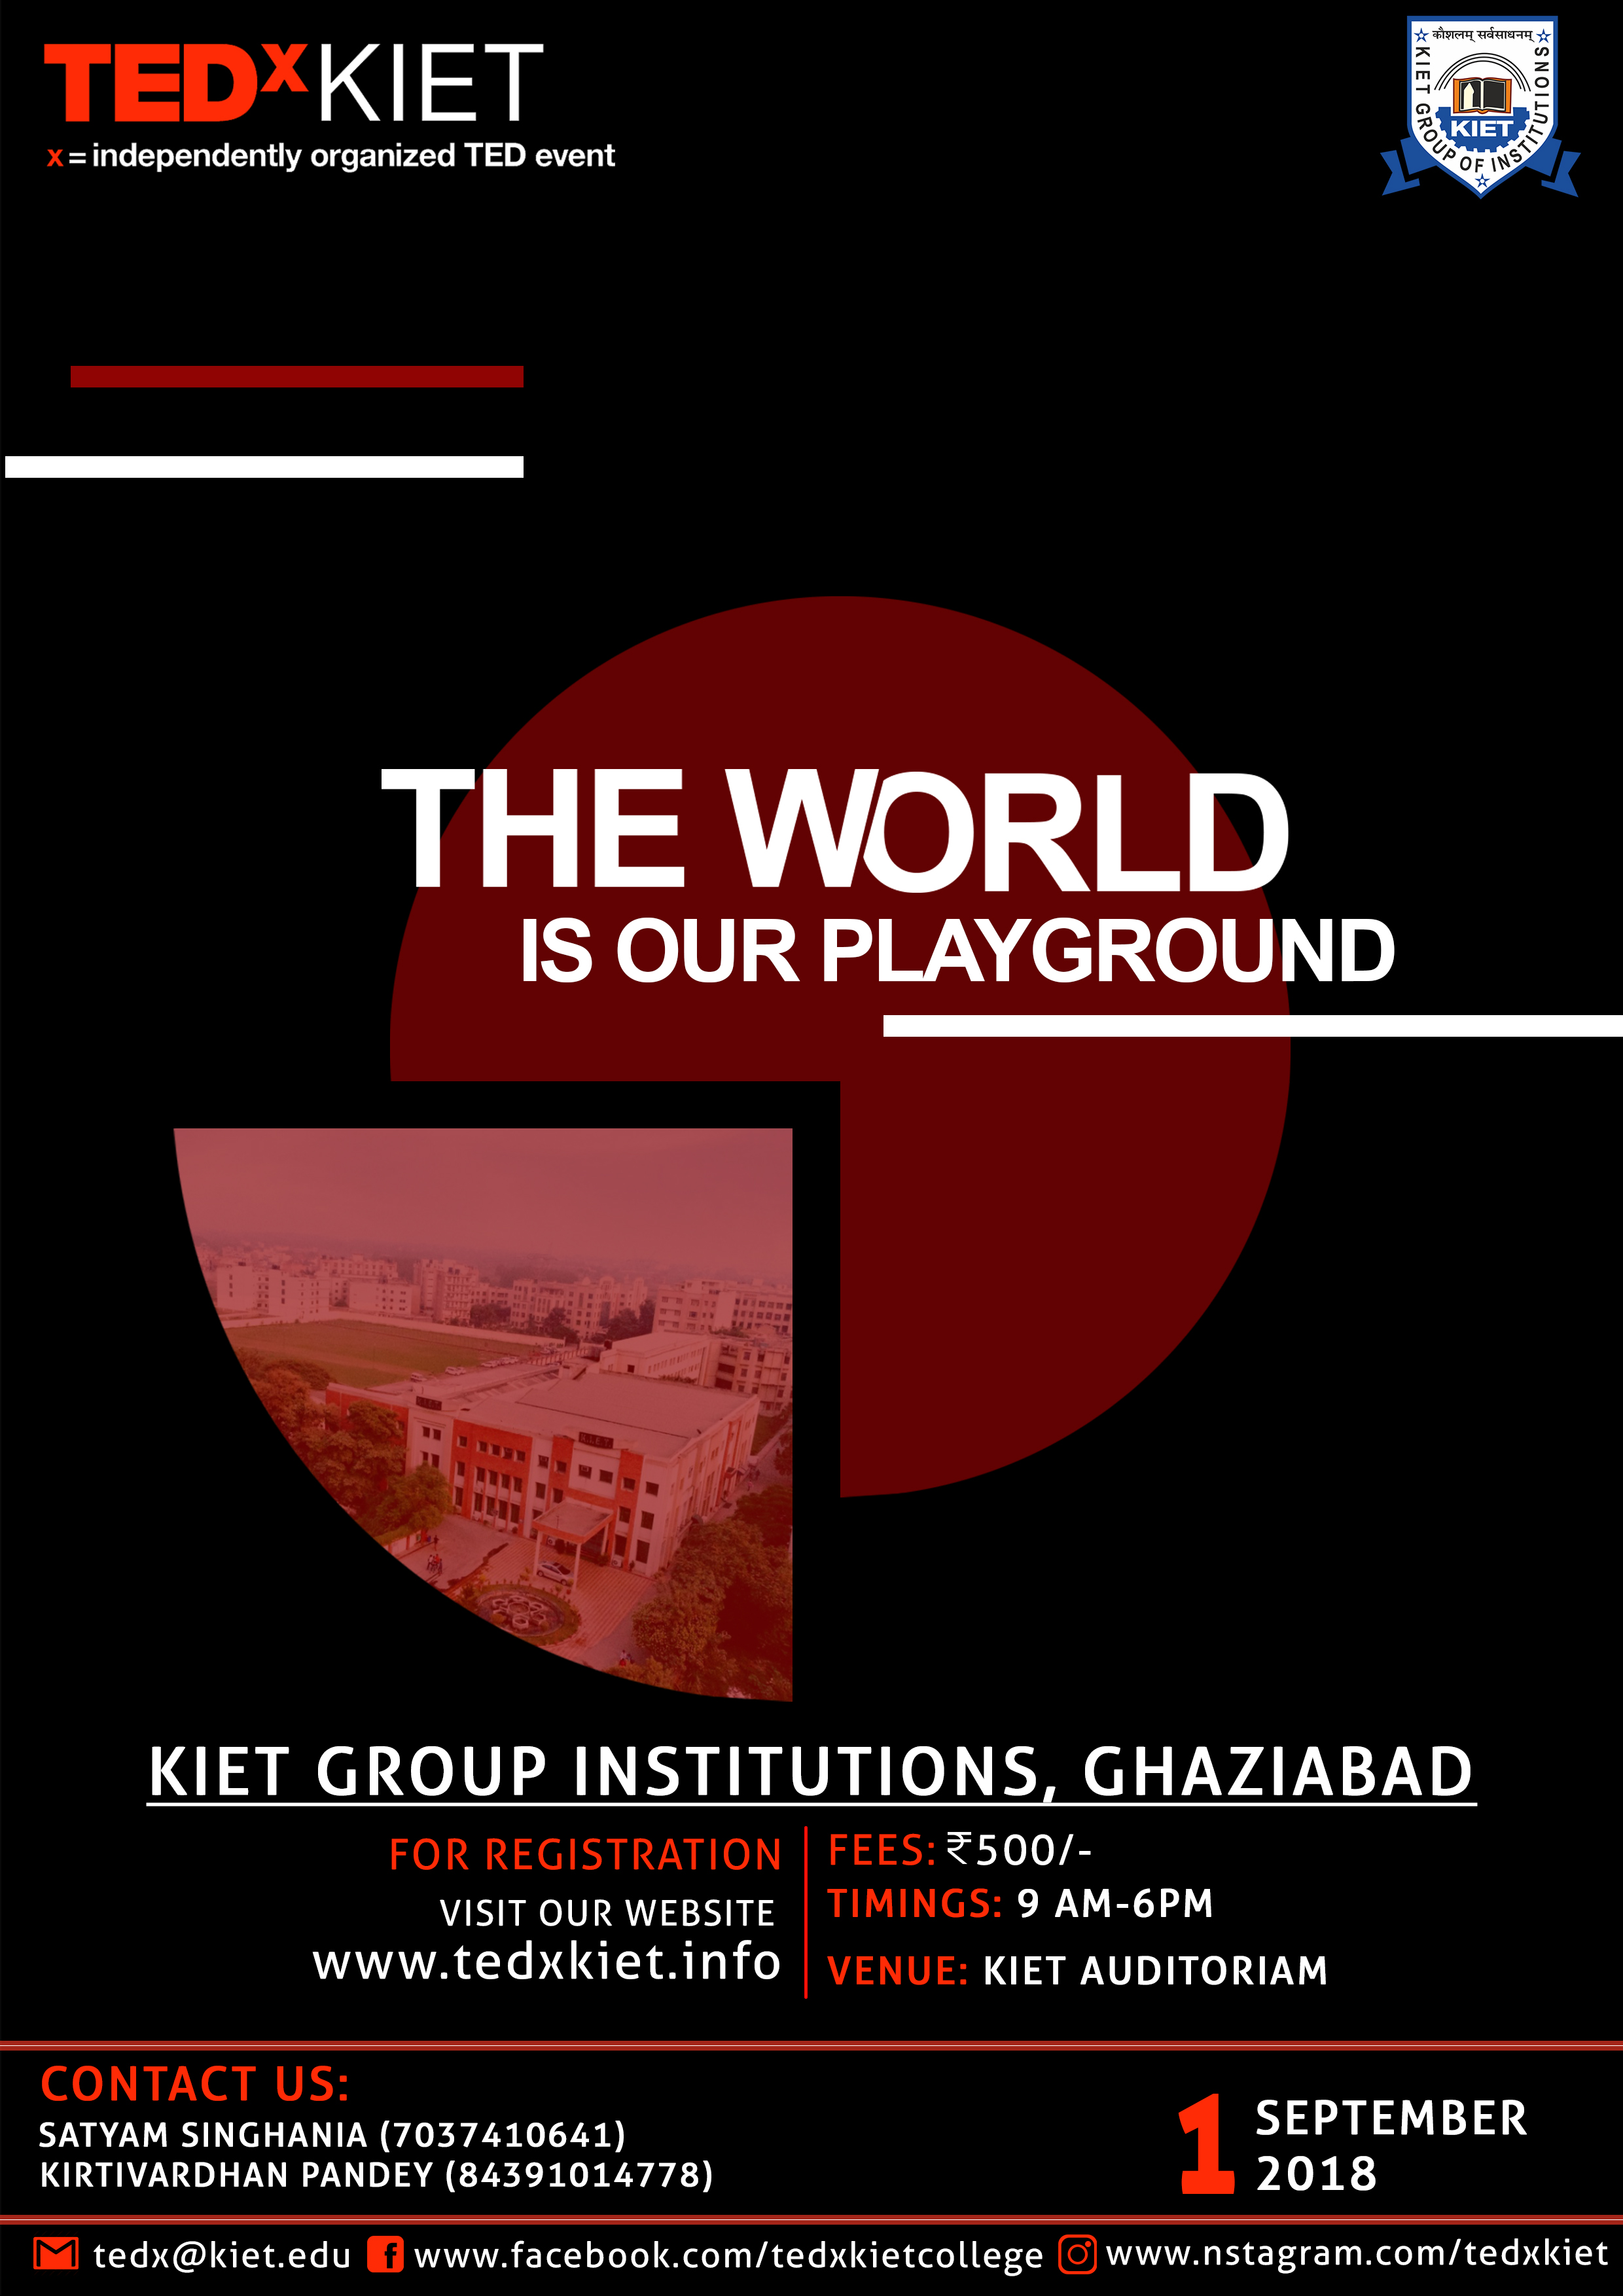 TEDxKIET
x = independently organized TED event
कौशलम् सर्वसाधनम्
KIET GROUP OF INSTITUTIONS
KIET
THE WORLD
IS OUR PLAYGROUND
K.I.E.T.
K.I.E.T.
KIET GROUP INSTITUTIONS, GHAZIABAD
FOR REGISTRATION
VISIT OUR WEBSITE
www.tedxkiet.info
FEES: ₹500/-
TIMINGS: 9 AM-6PM
VENUE: KIET AUDITORIAM
CONTACT US:
SATYAM SINGHANIA (7037410641)
KIRTIVARDHAN PANDEY (84391014778)
1 SEPTEMBER
2018
tedx@kiet.edu www.facebook.com/tedxkietcollege www.nstagram.com/tedxkiet